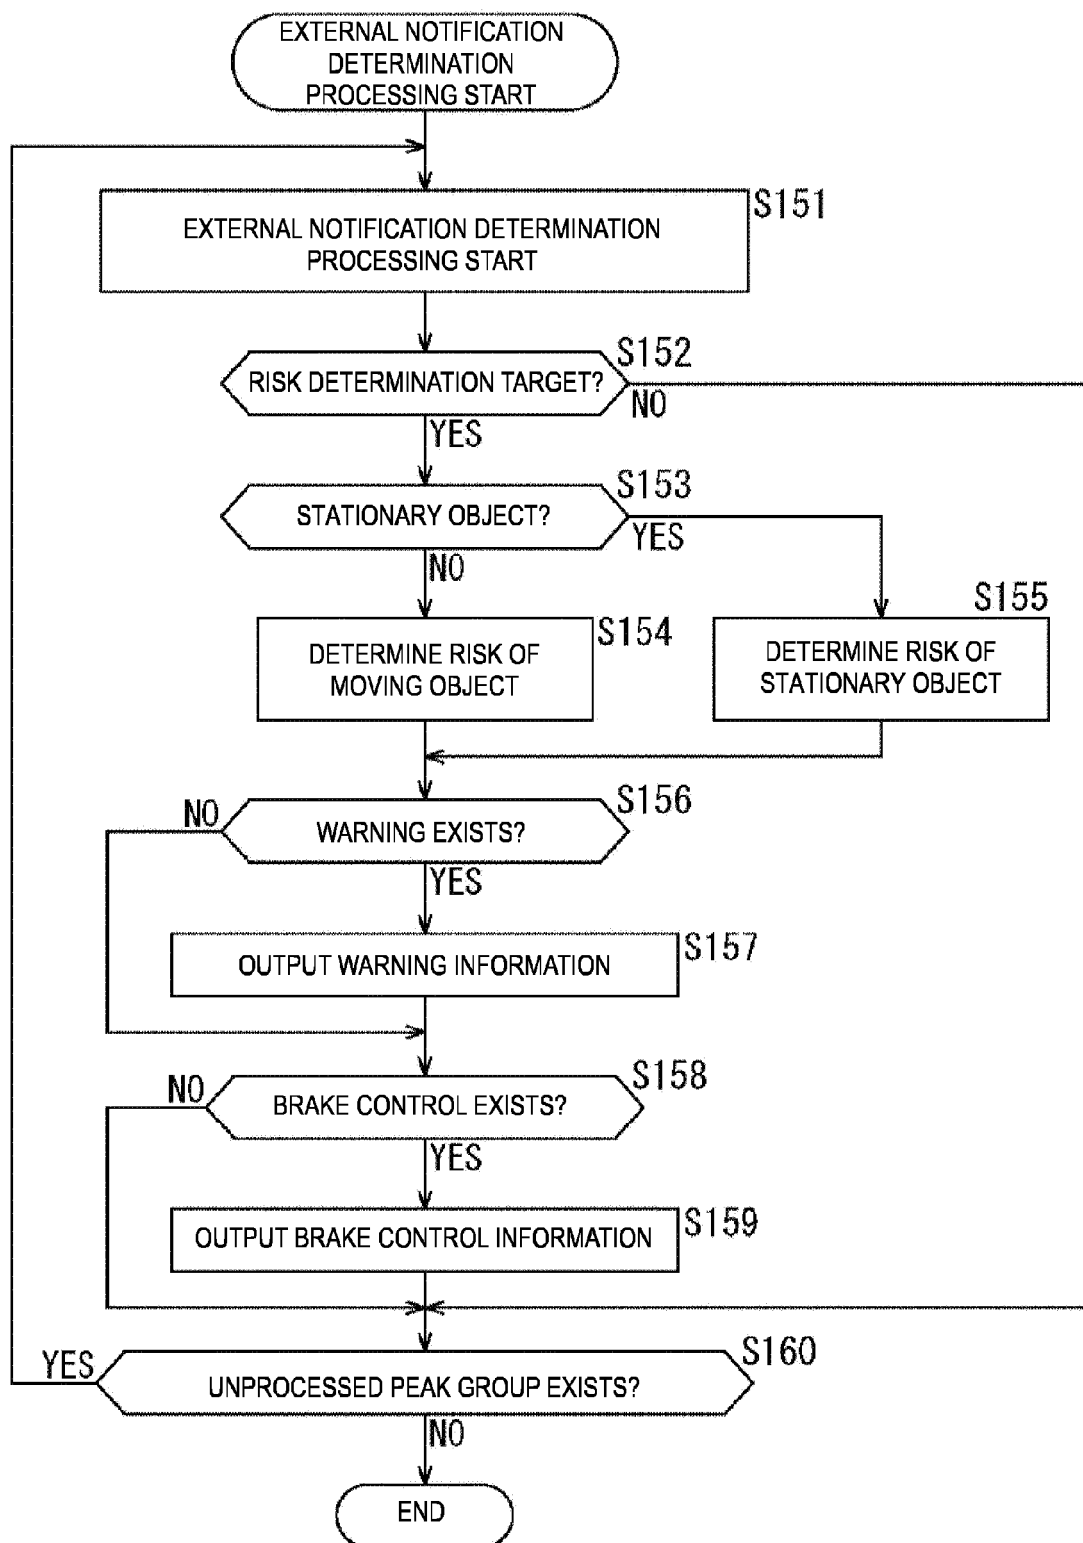 EXTERNAL NOTIFICATION
DETERMINATION
PROCESSING START
S151
EXTERNAL NOTIFICATION DETERMINATION
PROCESSING START
S152
RISK DETERMINATION TARGET?
NO
YES
S153
STATIONARY OBJECT?
YES
NO
S154
DETERMINE RISK OF
MOVING OBJECT
S155
DETERMINE RISK OF
STATIONARY OBJECT
S156
NO
WARNING EXISTS?
YES
S157
OUTPUT WARNING INFORMATION
S158
NO
BRAKE CONTROL EXISTS?
YES
S159
OUTPUT BRAKE CONTROL INFORMATION
S160
YES
UNPROCESSED PEAK GROUP EXISTS?
NO
END